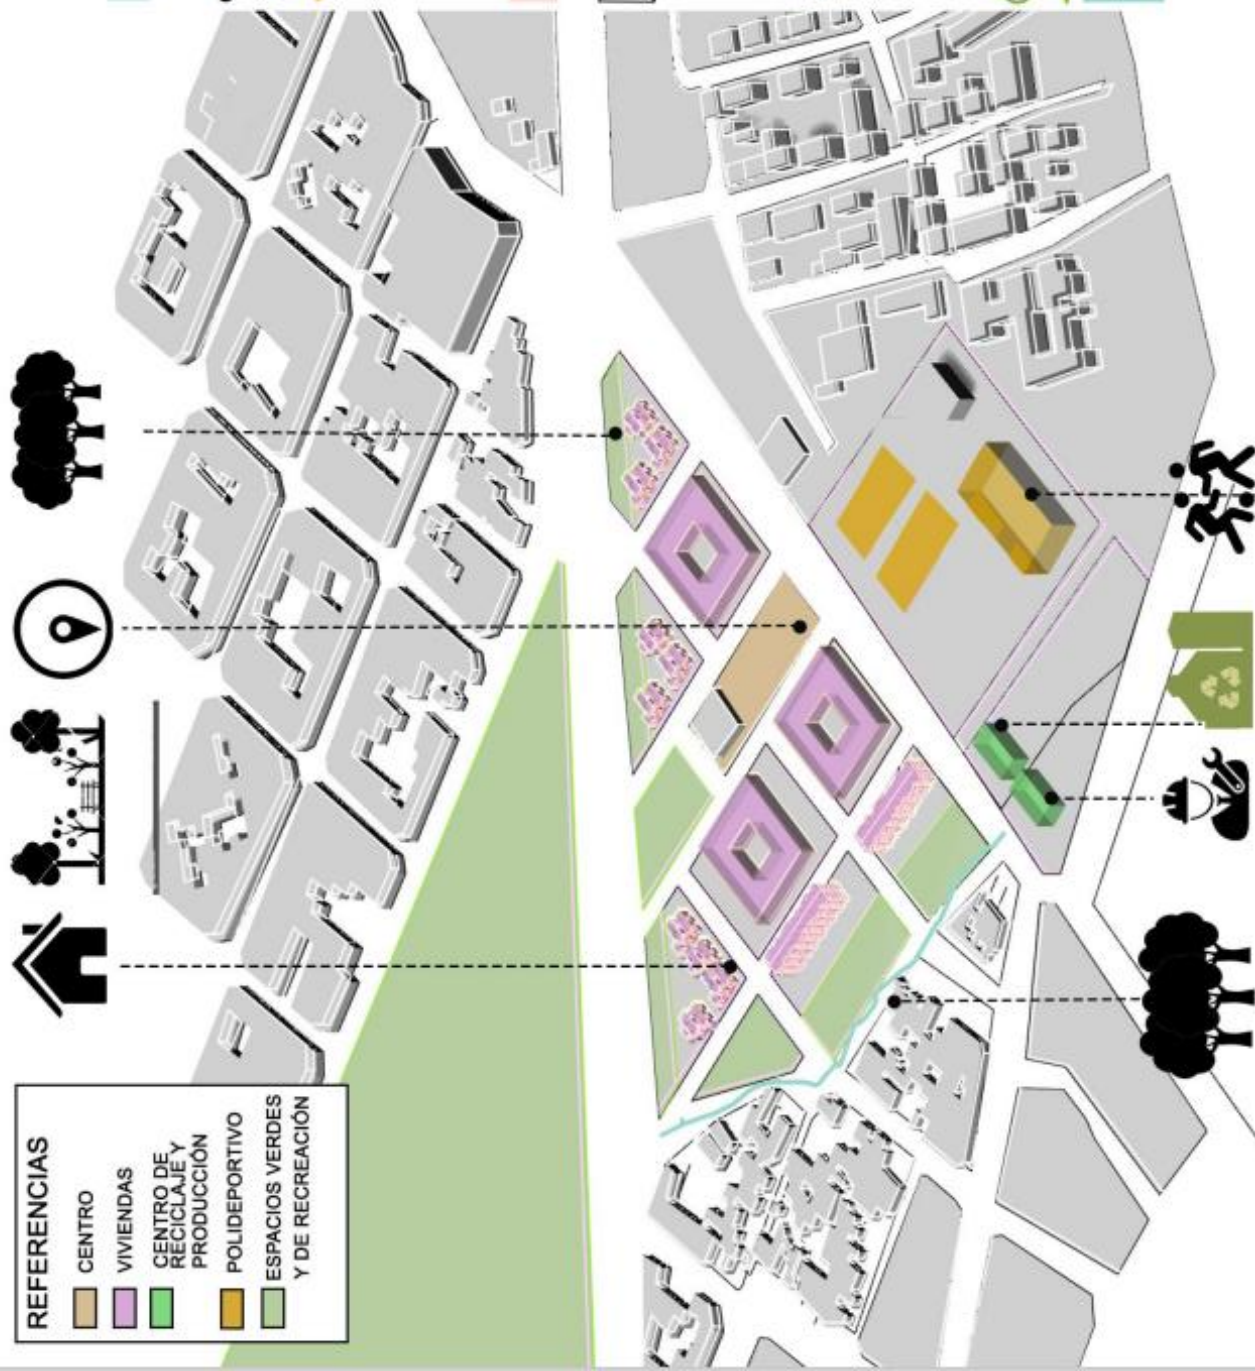 REFERENCIAS
CENTRO
VIVIENDAS
CENTRO DE
RECICLAJE Y
PRODUCCIÓN
POLIDEPORTIVO
ESPACIOS VERDES
Y DE RECREACIÓN